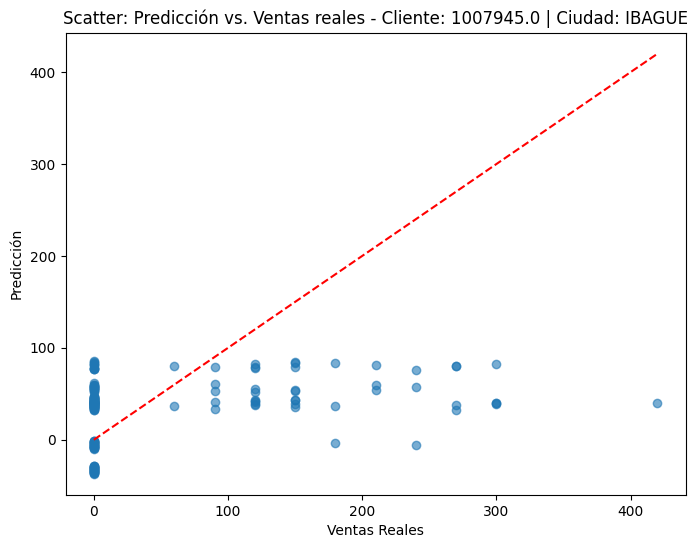 Scatter: Predicción vs. Ventas reales - Cliente: 1007945.0 | Ciudad: IBAGUE
400
300
200
100
0
Predicción
0 100 200 300 400
Ventas Reales